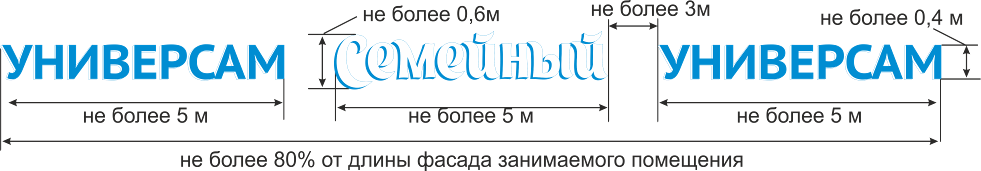 не более 0,6м
не более 3м
не более 0,4 м
УНИВЕРСАМ Семейный УНИВЕРСАМ
не более 5 м
не более 5 м
не более 5 м
не более 80% от длины фасада занимаемого помещения